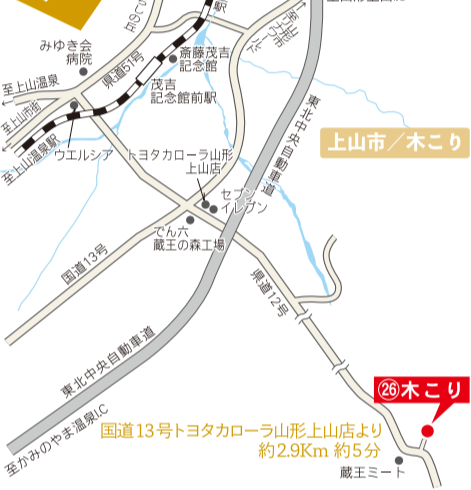 しの丘
駅
みゆき会
病院
県道51号
斎藤茂吉
記念館
茂吉
記念館前駅
至上山温泉
至上山市街
至上山温泉駅
ウエルシア
トヨタカローラ山形
上山店
東北中央自動車道
上山市／木こり
セブン
イレブン
でん六
蔵王の森工場
国道13号
県道12号
東北中央自動車道
至かみのやま温泉I.C
㉖木こり
国道13号トヨタカローラ山形上山店より
約2.9Km 約5分
蔵王ミート